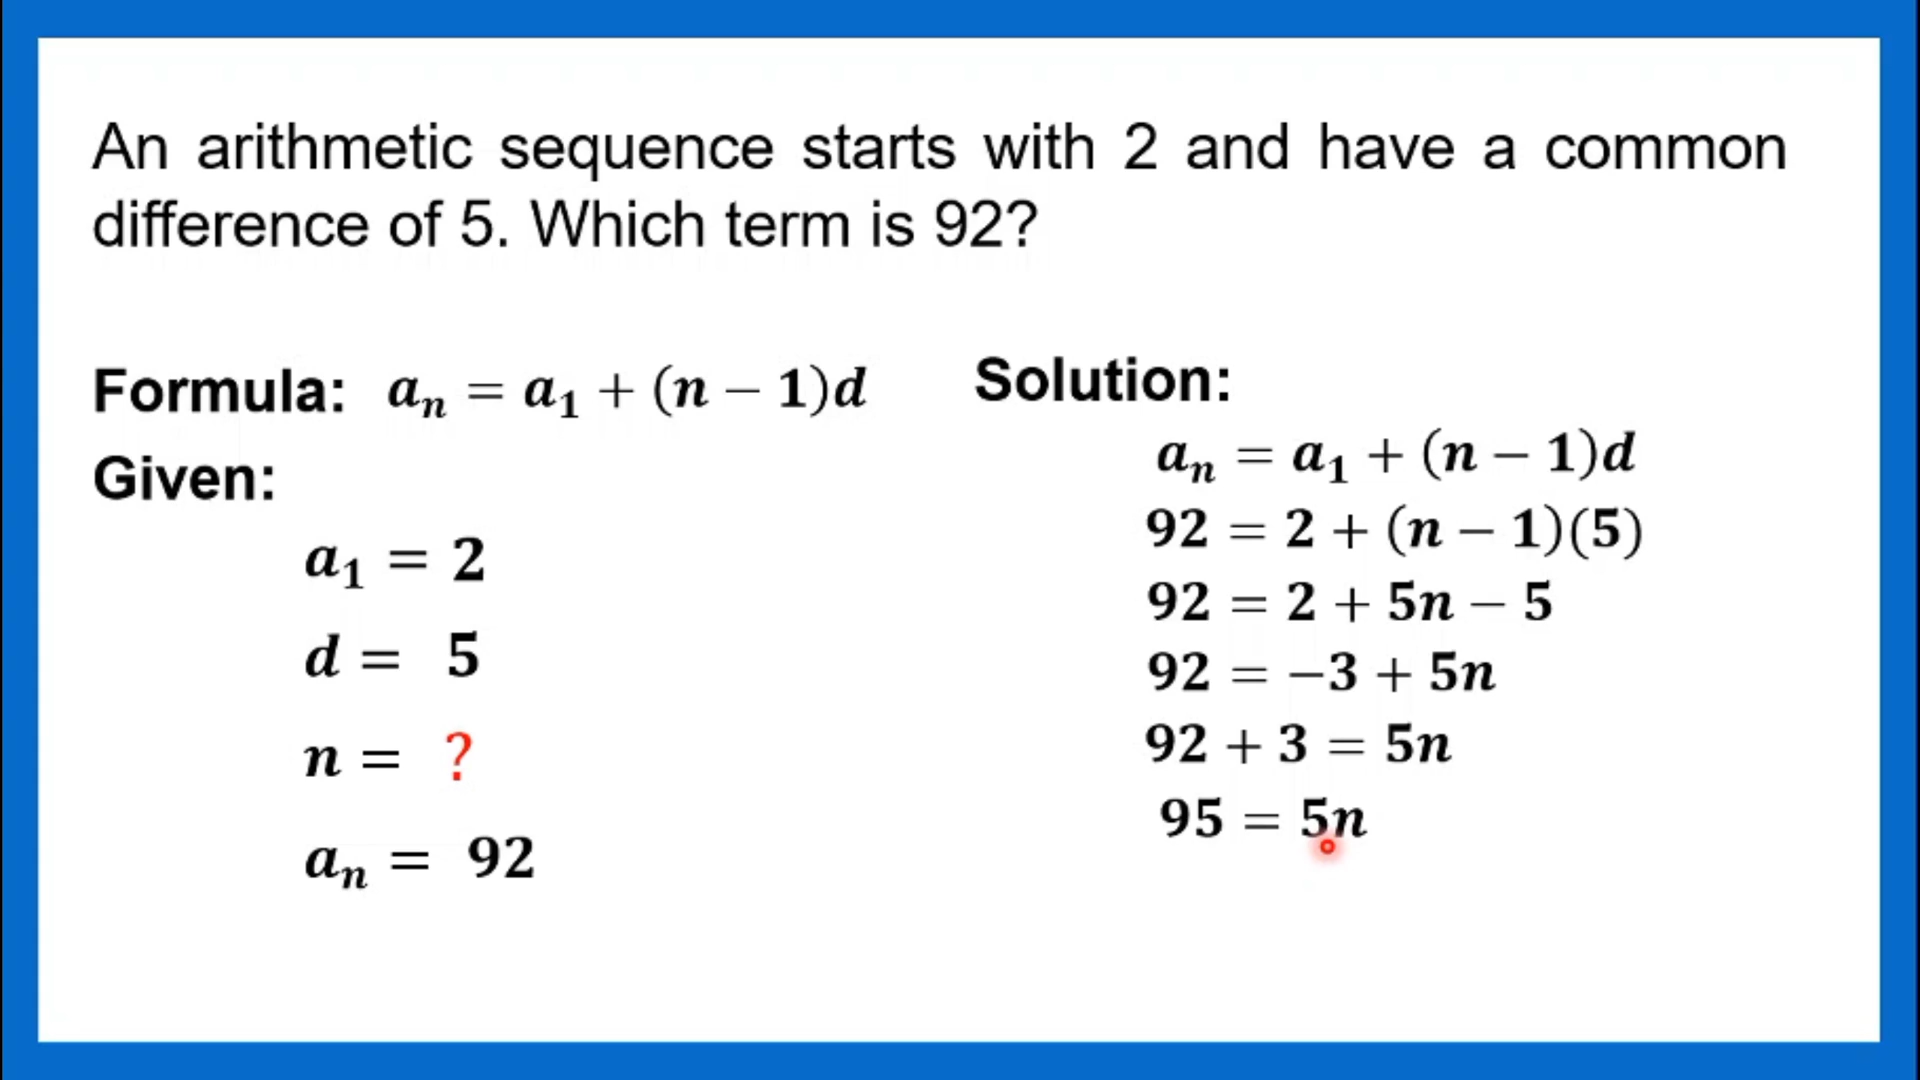 An arithmetic sequence starts with 2 and have a common
difference of 5. Which term is 92?
Formula: aₙ = a₁ + (n − 1)d
Given:
a₁ = 2
d = 5
n = ?
aₙ = 92
Solution:
aₙ = a₁ + (n − 1)d
92 = 2 + (n − 1)(5)
92 = 2 + 5n − 5
92 = −3 + 5n
92 + 3 = 5n
95 = 5n